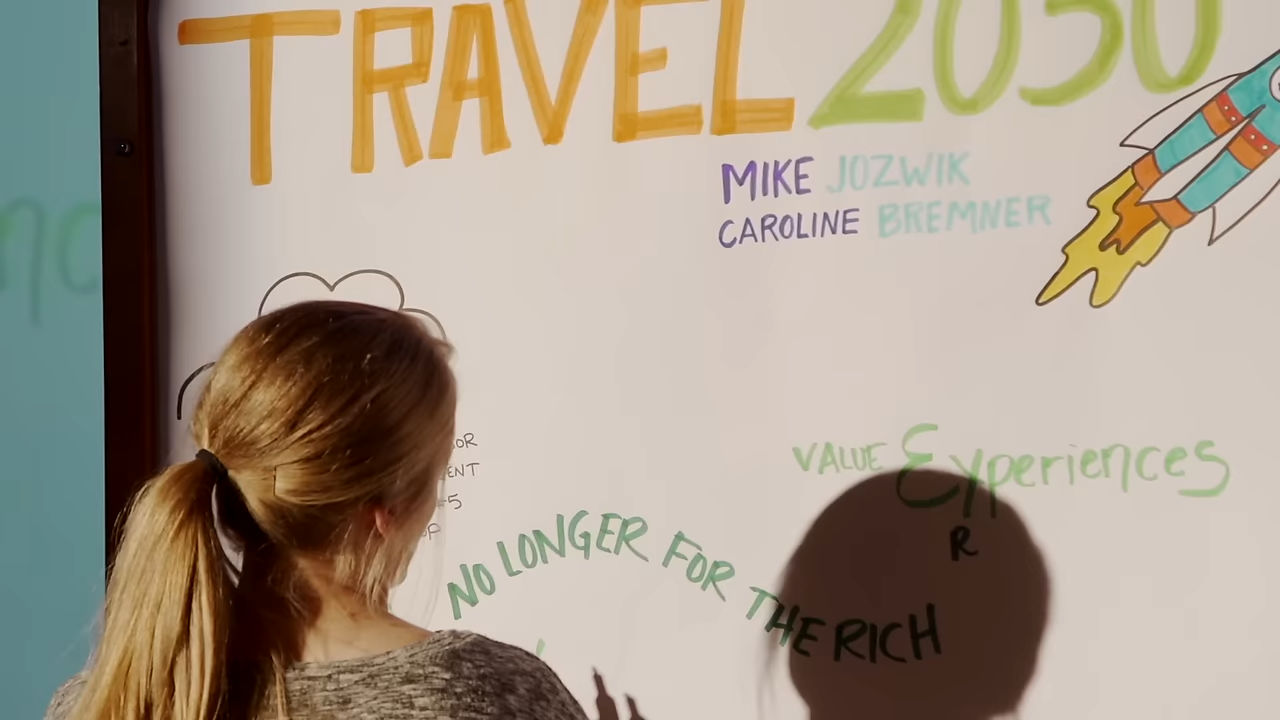 TRAVEL 2030
MIKE JOZWIK
CAROLINE BREMNER
VALUE Experiences
R
NO LONGER FOR THE RICH